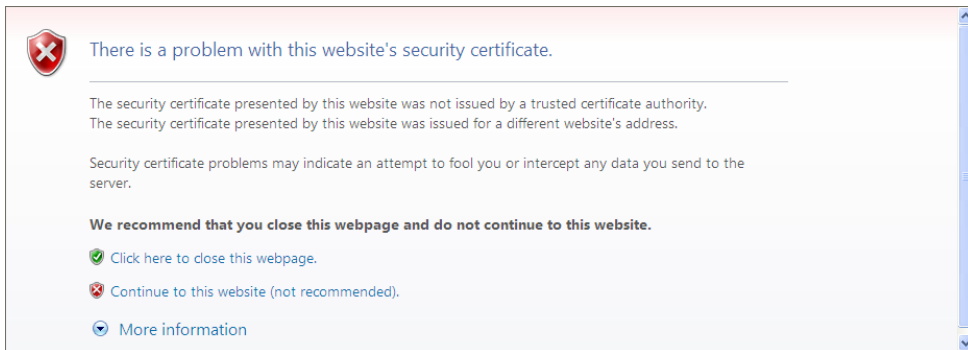 There is a problem with this website's security certificate.
The security certificate presented by this website was not issued by a trusted certificate authority.
The security certificate presented by this website was issued for a different website's address.
Security certificate problems may indicate an attempt to fool you or intercept any data you send to the
server.
We recommend that you close this webpage and do not continue to this website.
Click here to close this webpage.
Continue to this website (not recommended).
More information